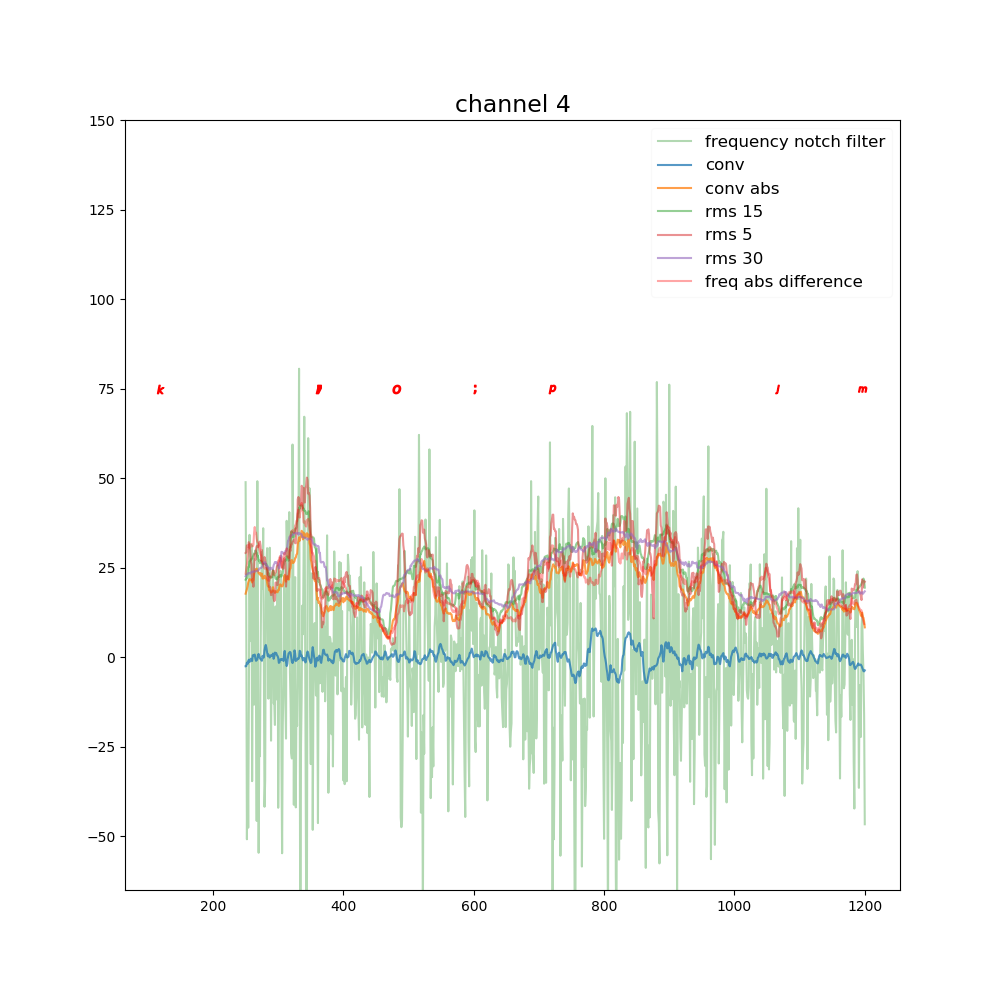 channel 4
150
125
100
75
50
25
0
−25
−50
frequency notch filter
conv
conv abs
rms 15
rms 5
rms 30
freq abs difference
k
o ; p
j m
200 400 600 800 1000 1200